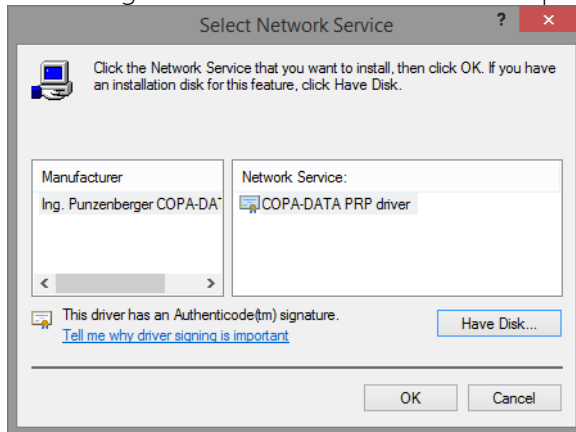 Select Network Service
?
×
Click the Network Service that you want to install, then click OK. If you have
an installation disk for this feature, click Have Disk.
Manufacturer
Network Service:
Ing. Punzenberger COPA-DA
COPA-DATA PRP driver
This driver has an Authenticode(tm) signature.
Tell me why driver signing is important
Have Disk...
OK
Cancel